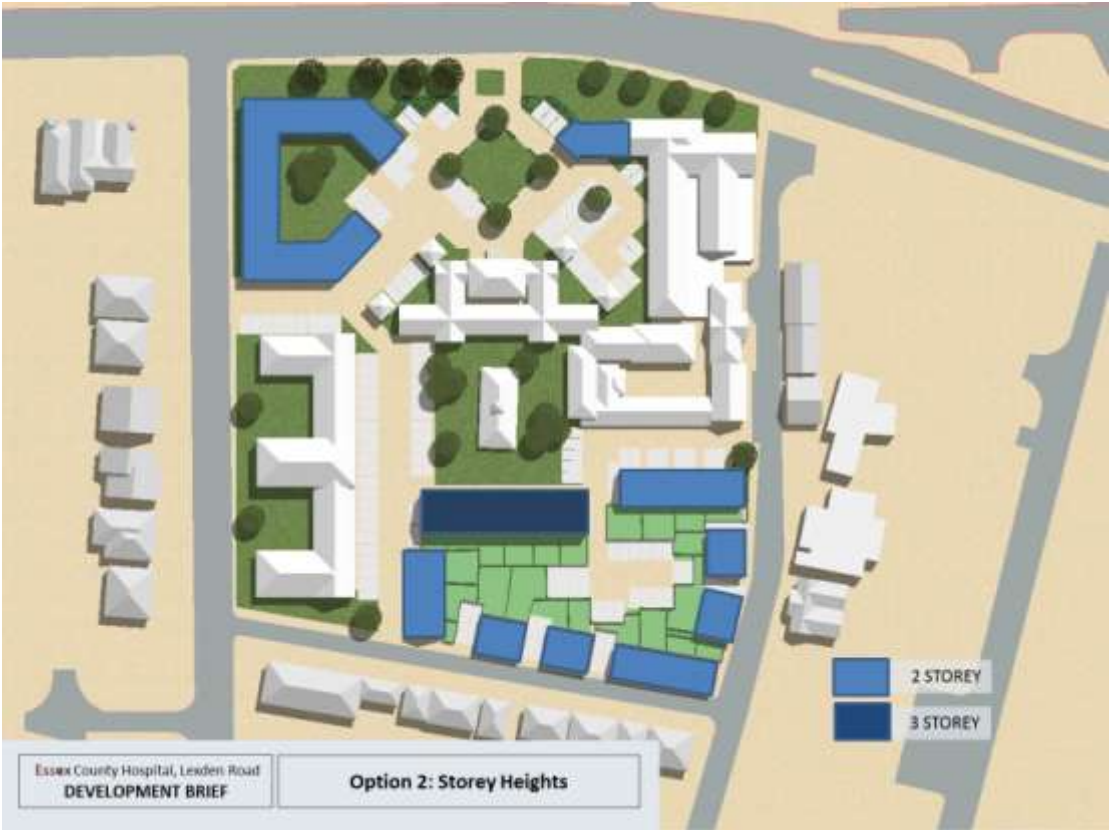 2 STOREY
3 STOREY
Essex County Hospital, Lexden Road
DEVELOPMENT BRIEF
Option 2: Storey Heights